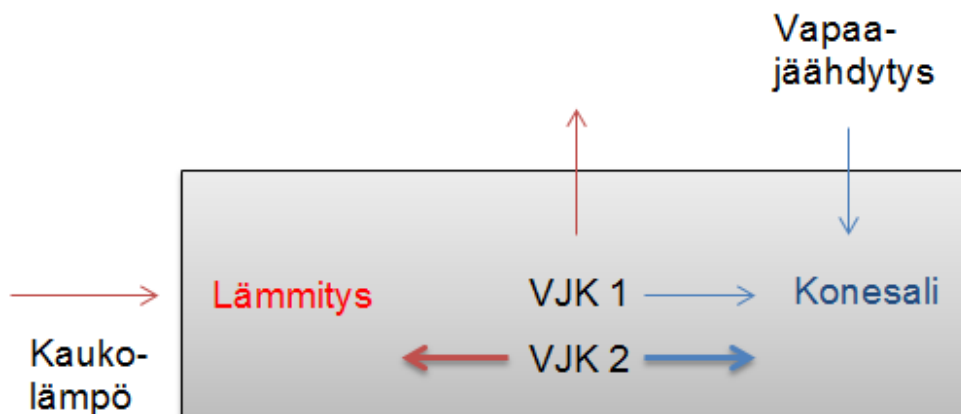 Vapaa-
jäähdytys
Lämmitys
VJK 1
Konesali
VJK 2
Kauko-
lämpö